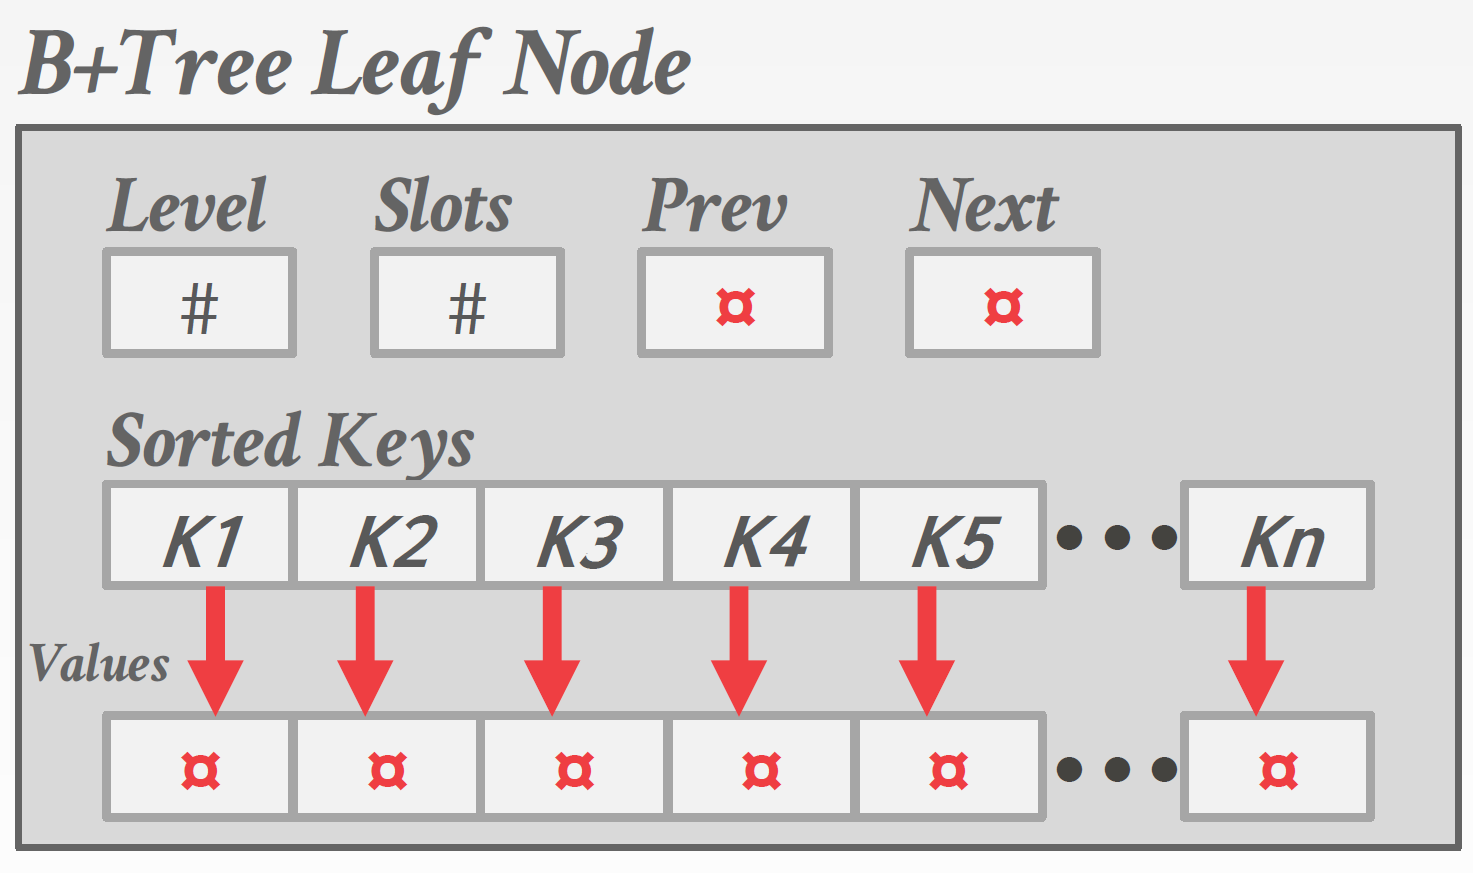 B+Tree Leaf Node
Level Slots Prev Next
# # ¤ ¤
Sorted Keys
K1 K2 K3 K4 K5 ••• Kn
Values
¤ ¤ ¤ ¤ ¤ ••• ¤